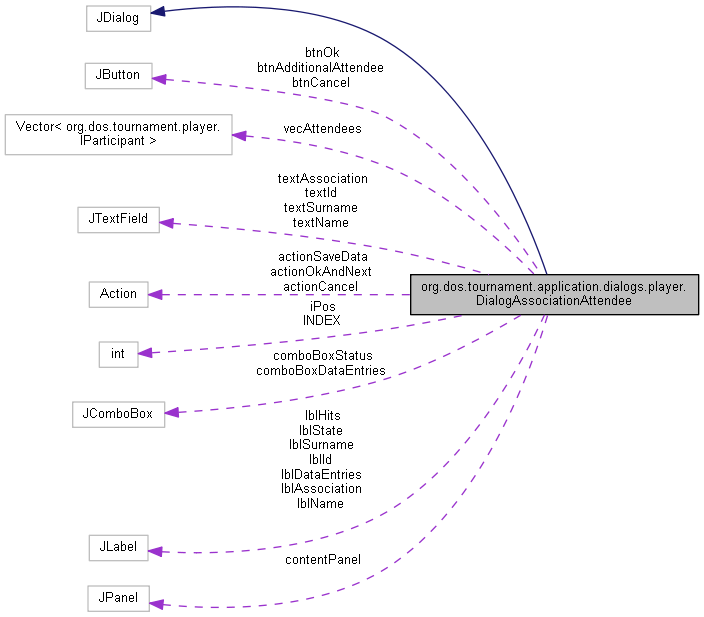 JDialog
btnOk
btnAdditionalAttendee
btnCancel
JButton
vecAttendees
Vector< org.dos.tournament.player.
IParticipant >
textAssociation
textId
textSurname
textName
JTextField
actionSaveData
actionOkAndNext
actionCancel
Action
org.dos.tournament.application.dialogs.player.
DialogAssociationAttendee
iPos
INDEX
int
comboBoxStatus
comboBoxDataEntries
JComboBox
lblHits
lblState
lblSurname
lblId
lblDataEntries
lblAssociation
lblName
JLabel
contentPanel
JPanel